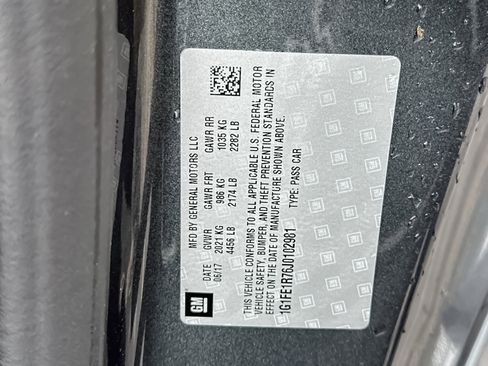 MFD BY GENERAL MOTORS LLC
DATE GVWR GAWR FRT GAWR RR
06/17 2021 KG 986 KG 1035 KG
4456 LB 2174 LB 2282 LB
THIS VEHICLE CONFORMS TO ALL APPLICABLE U.S. FEDERAL MOTOR
VEHICLE SAFETY, BUMPER, AND THEFT PREVENTION STANDARDS IN
EFFECT ON THE DATE OF MANUFACTURE SHOWN ABOVE.
1G1FE1R76J0102981 TYPE: PASS CAR
GM